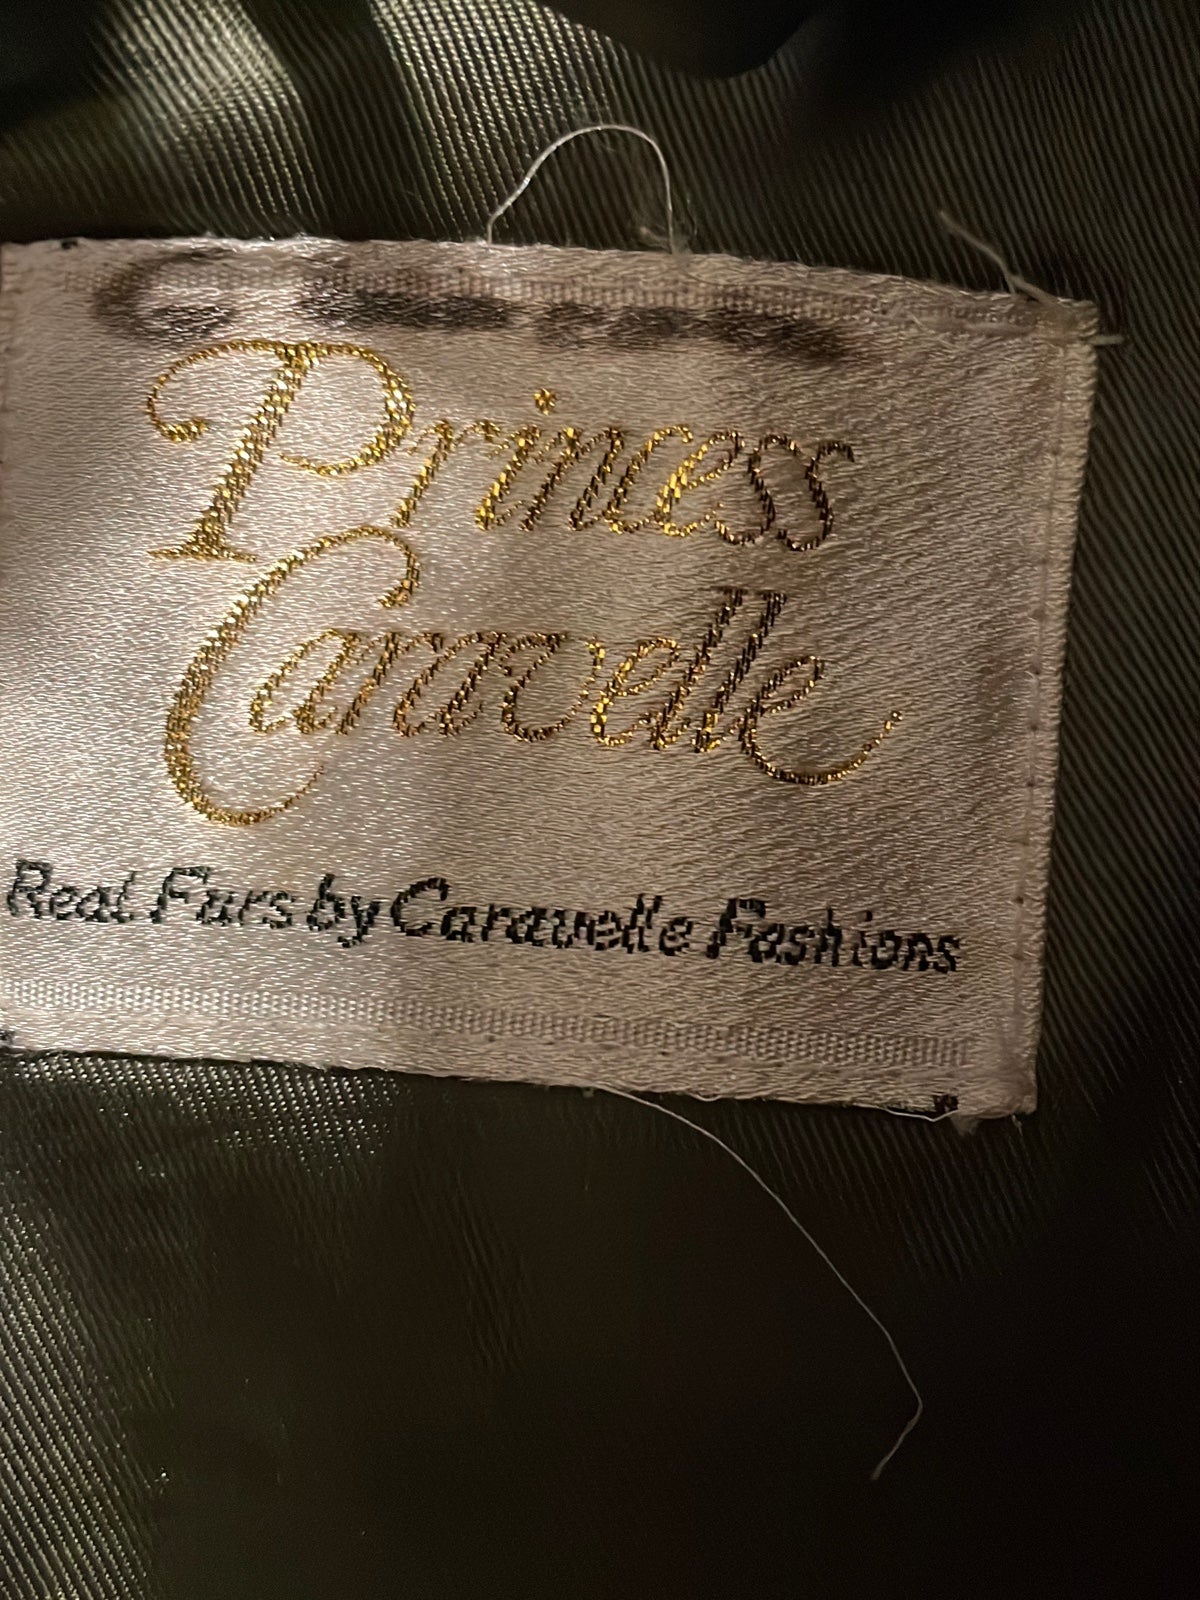 Princess
Caravelle
Real Furs by Caravelle Fashions